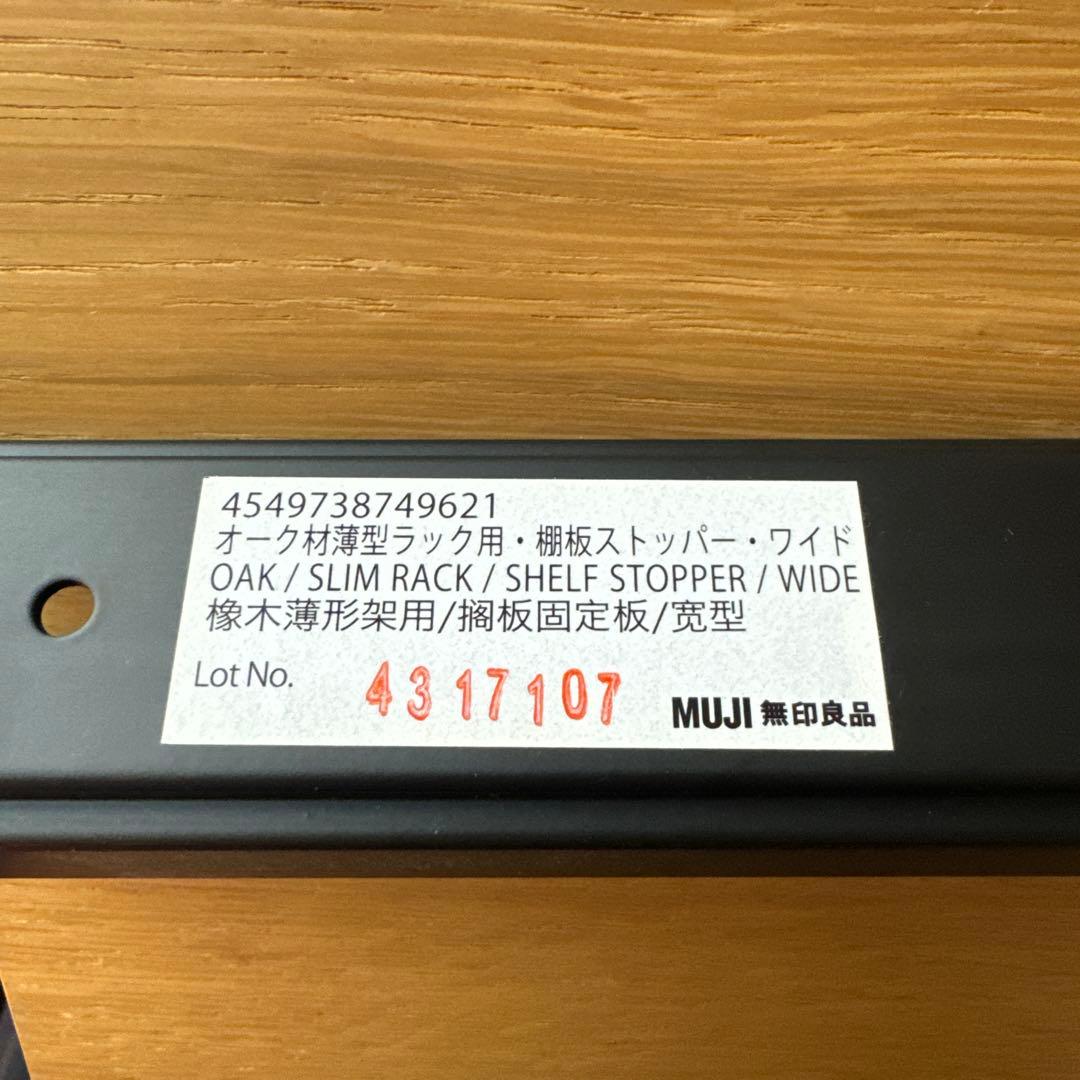 4549738749621
オーク材薄型ラック用・棚板ストッパー・ワイド
OAK / SLIM RACK / SHELF STOPPER / WIDE
橡木薄形架用/搁板固定板/宽型
Lot No. 4317107
MUJI 無印良品